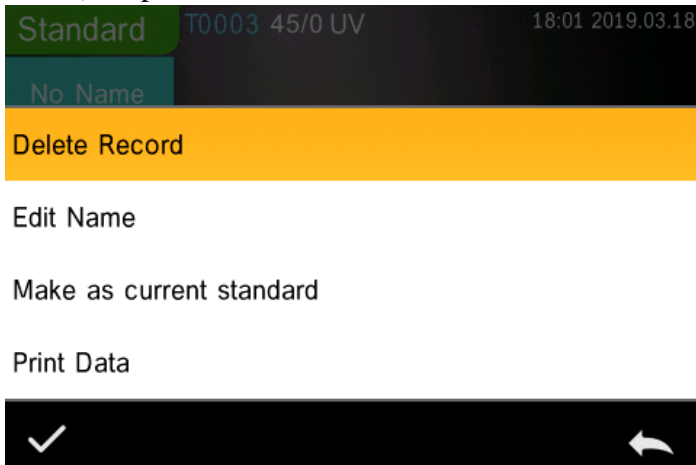 Standard T0003 45/0 UV 18:01 2019.03.18
No Name
Delete Record
Edit Name
Make as current standard
Print Data